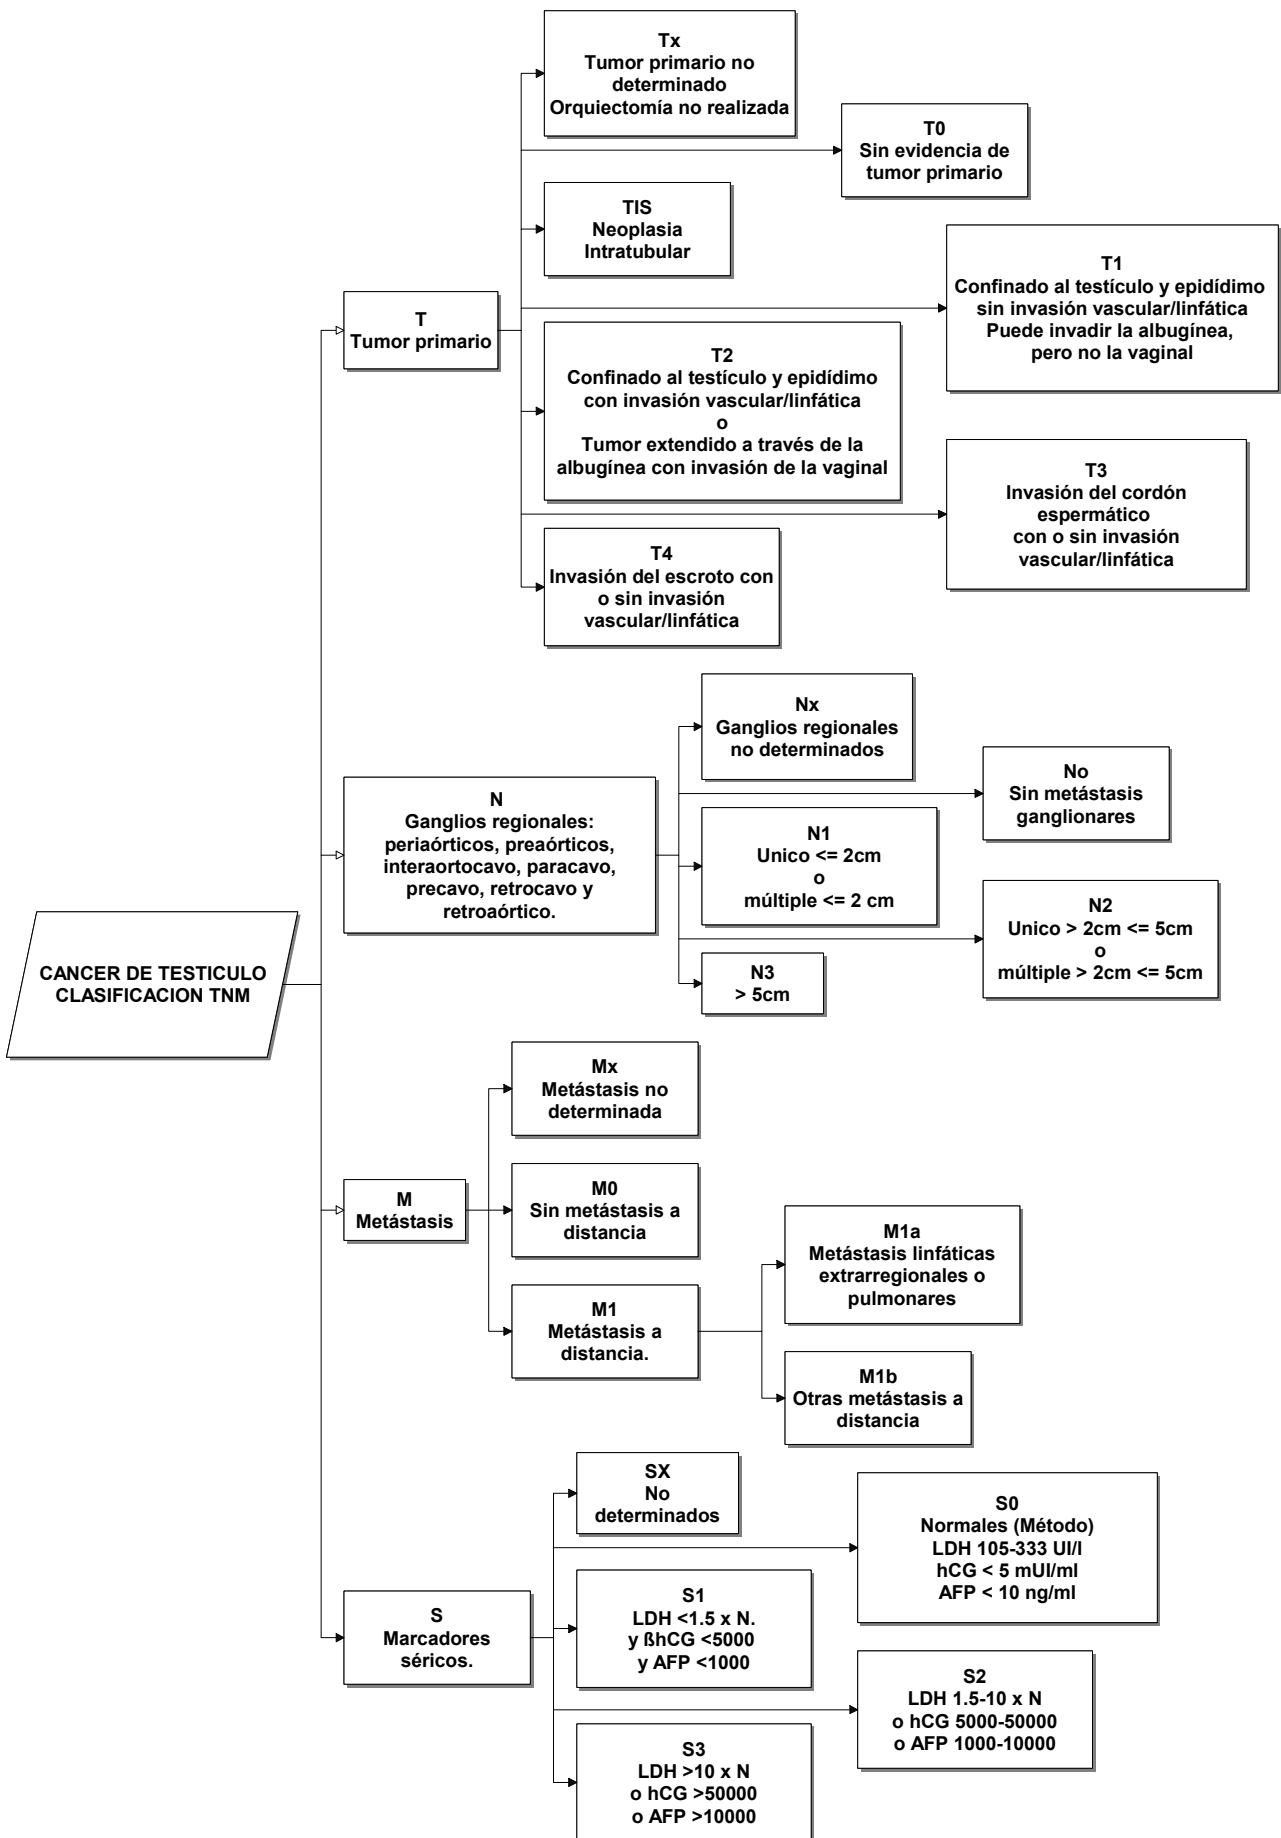 Tx
Tumor primario no
determinado
Orquiectomía no realizada
T0
Sin evidencia de
tumor primario
TIS
Neoplasia
Intratubular
T1
Confinado al testículo y epidídimo
sin invasión vascular/linfática
Puede invadir la albugínea,
pero no la vaginal
T
Tumor primario
T2
Confinado al testículo y epidídimo
con invasión vascular/linfática
o
Tumor extendido a través de la
albugínea con invasión de la vaginal
T3
Invasión del cordón
espermático
con o sin invasión
vascular/linfática
T4
Invasión del escroto con
o sin invasión
vascular/linfática
Nx
Ganglios regionales
no determinados
No
Sin metástasis
ganglionares
N
Ganglios regionales:
periaórticos, preaórticos,
interaortocavo, paracavo,
precavo, retrocavo y
retroaórtico.
N1
Unico <= 2cm
o
múltiple <= 2 cm
N2
Unico > 2cm <= 5cm
o
múltiple > 2cm <= 5cm
N3
> 5cm
CANCER DE TESTICULO
CLASIFICACION TNM
Mx
Metástasis no
determinada
M
Metástasis
M0
Sin metástasis a
distancia
M1
Metástasis a
distancia.
M1a
Metástasis linfáticas
extrarregionales o
pulmonares
M1b
Otras metástasis a
distancia
SX
No
determinados
S0
Normales (Método)
LDH 105-333 UI/l
hCG < 5 mUI/ml
AFP < 10 ng/ml
S
Marcadores
séricos.
S1
LDH <1.5 x N.
y ßhCG <5000
y AFP <1000
S2
LDH 1.5-10 x N
o hCG 5000-50000
o AFP 1000-10000
S3
LDH >10 x N
o hCG >50000
o AFP >10000